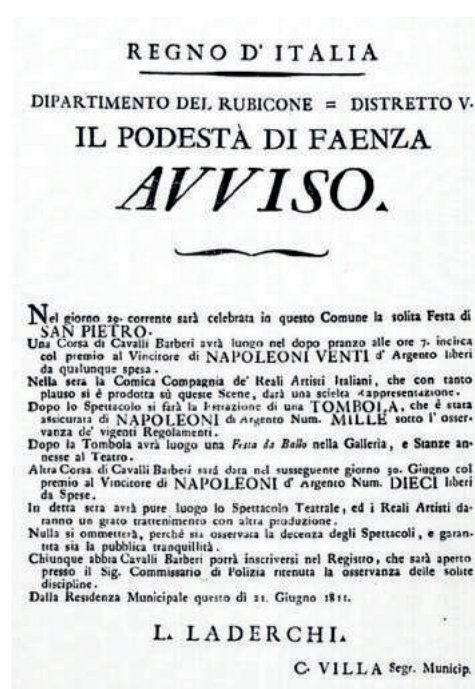 REGNO D' ITALIA
DIPARTIMENTO DEL RUBICONE = DISTRETTO V.
IL PODESTÀ DI FAENZA
AVVISO.
Nel giorno 29. corrente sarà celebrata in questo Comune la solita Festa di
SAN PIETRO.
Una Corsa di Cavalli Barberi avrà luogo nel dopo pranzo alle ore 7. incirca
col premio al Vincitore di NAPOLEONI VENTI d' Argento liberi
da qualunque spesa.
Nella sera la Comica Compagnia de' Reali Artisti Italiani, che con tanto
plauso si è prodotta sù queste Scene, darà una scielta Rappresentazione.
Dopo lo Spettacolo si farà la Estrazione di una TOMBOLA, che è stata
assicurata di NAPOLEONI di Argento Num. MILLE sotto l' osser-
vanza de' vigenti Regolamenti.
Dopo la Tombola avrà luogo una Festa da Ballo nella Galleria, e Stanze an-
nesse al Teatro.
Altra Corsa di Cavalli Barberi sarà data nel susseguente giorno 30. Giugno col
premio al Vincitore di NAPOLEONI d' Argento Num. DIECI liberi
da Spese.
In detta sera avrà pure luogo lo Spettacolo Teatrale, ed i Reali Artisti da-
ranno un grato trattenimento con altra produzione.
Nulla si ommetterà, perché sia osservata la decenza degli Spettacoli, e garan-
tita sia la pubblica tranquillità.
Chiunque abbia Cavalli Barberi potrà inscriversi nel Registro, che sarà aperto
presso il Sig. Commissario di Polizia ritenuta la osservanza delle solite
discipline.
Dalla Residenza Municipale questo dì 21. Giugno 1811.
L. LADERCHI.
C. VILLA Segr. Municip.